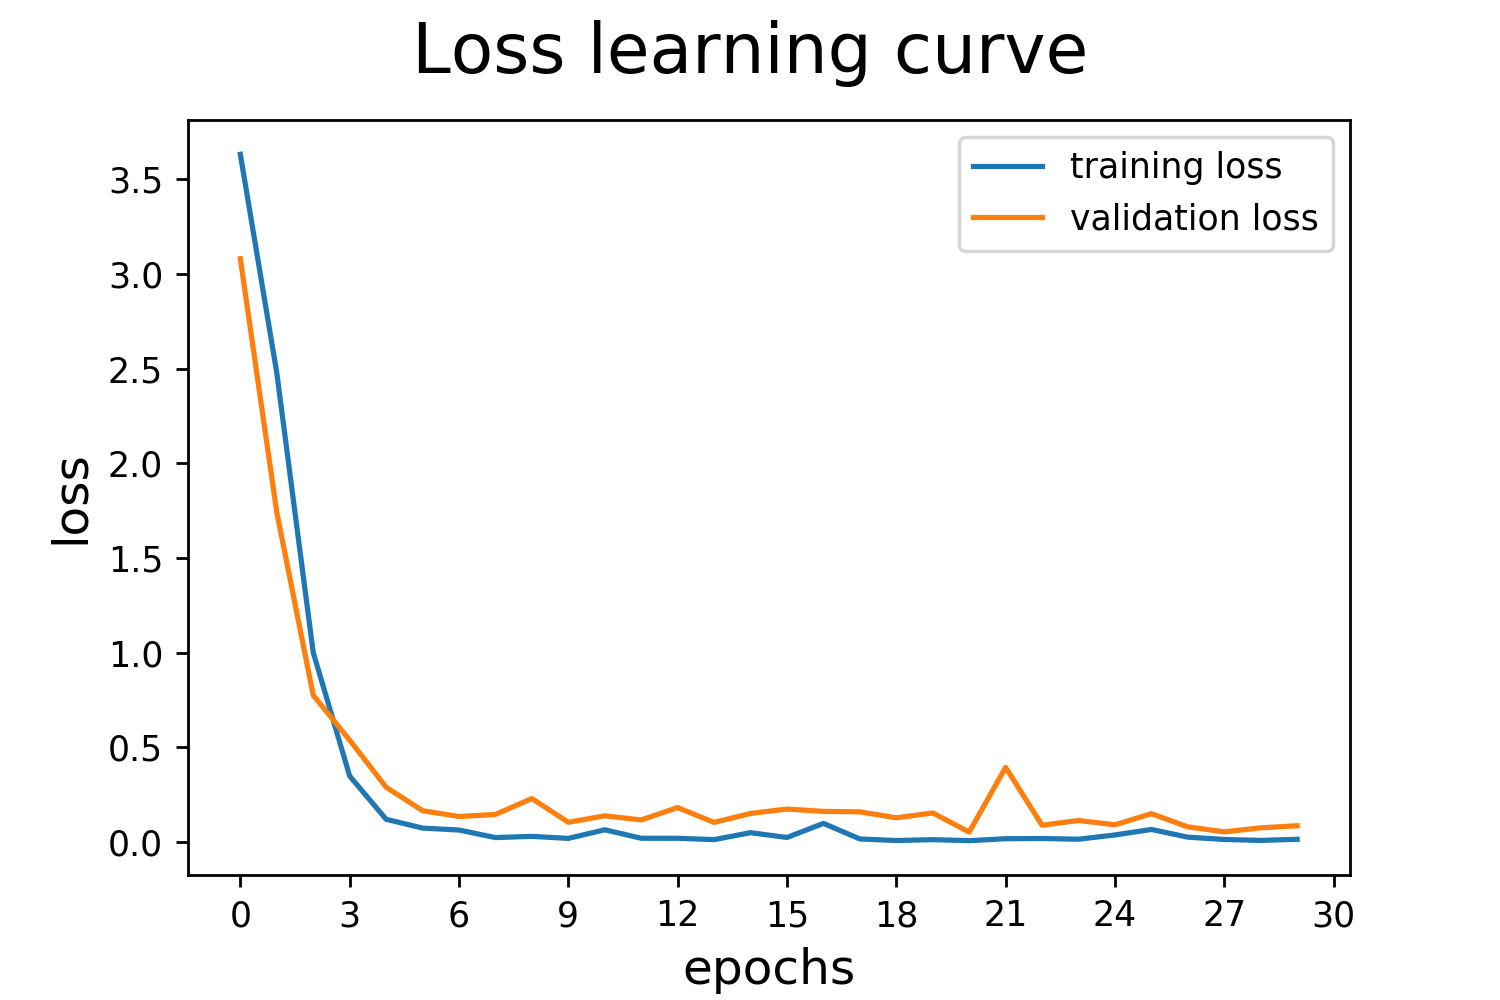 Loss learning curve
training loss
validation loss
3.5
3.0
2.5
2.0
1.5
1.0
0.5
0.0
loss
0 3 6 9 12 15 18 21 24 27 30
epochs